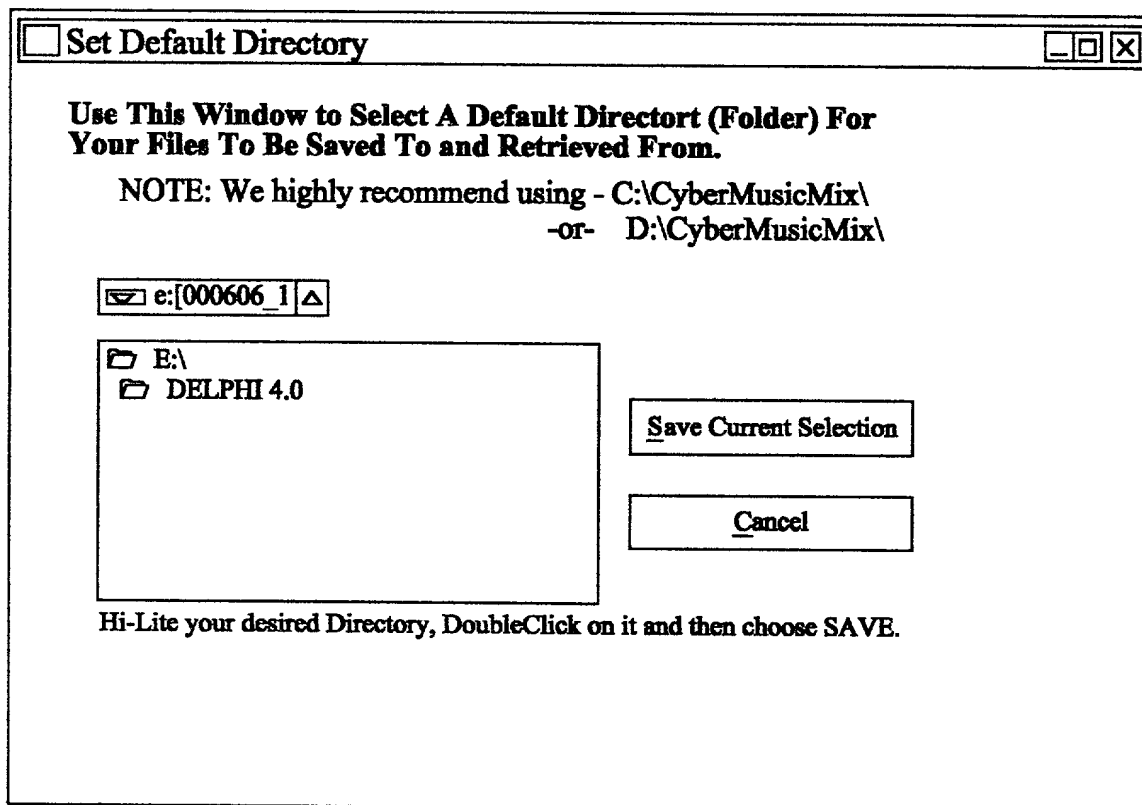 Set Default Directory
Use This Window to Select A Default Directort (Folder) For
Your Files To Be Saved To and Retrieved From.
NOTE: We highly recommend using - C:\CyberMusicMix\
-or- D:\CyberMusicMix\
e:[000606_1
E:\
DELPHI 4.0
Save Current Selection
Cancel
Hi-Lite your desired Directory, DoubleClick on it and then choose SAVE.